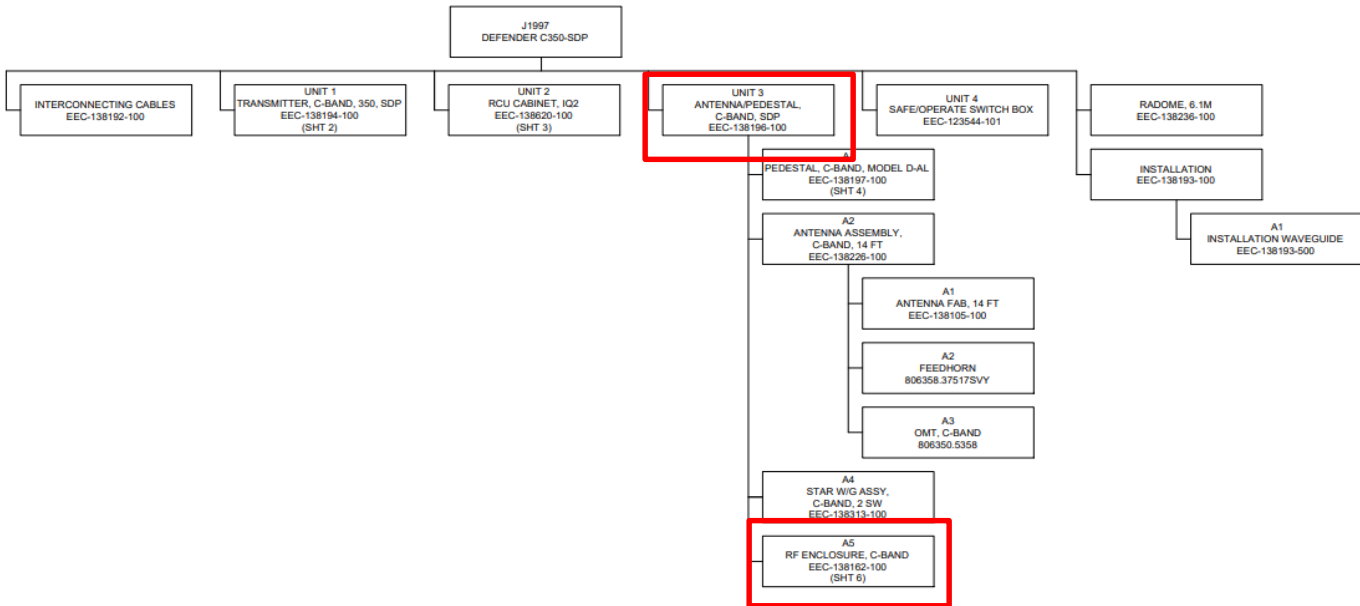 J1997
DEFENDER C350-SDP
INTERCONNECTING CABLES
EEC-138192-100
UNIT 1
TRANSMITTER, C-BAND, 350, SDP
EEC-138194-100
(SHT 2)
UNIT 2
RCU CABINET, IQ2
EEC-138620-100
(SHT 3)
UNIT 3
ANTENNA/PEDESTAL,
C-BAND, SDP
EEC-138196-100
UNIT 4
SAFE/OPERATE SWITCH BOX
EEC-123544-101
RADOME, 6.1M
EEC-138236-100
PEDESTAL, C-BAND, MODEL D-AL
EEC-138197-100
(SHT 4)
INSTALLATION
EEC-138193-100
A2
ANTENNA ASSEMBLY,
C-BAND, 14 FT
EEC-138226-100
A1
INSTALLATION WAVEGUIDE
EEC-138193-500
A1
ANTENNA FAB, 14 FT
EEC-138105-100
A2
FEEDHORN
806358.37517SVY
A3
OMT, C-BAND
806350.5358
A4
STAR W/G ASSY,
C-BAND, 2 SW
EEC-138313-100
A5
RF ENCLOSURE, C-BAND
EEC-138162-100
(SHT 6)